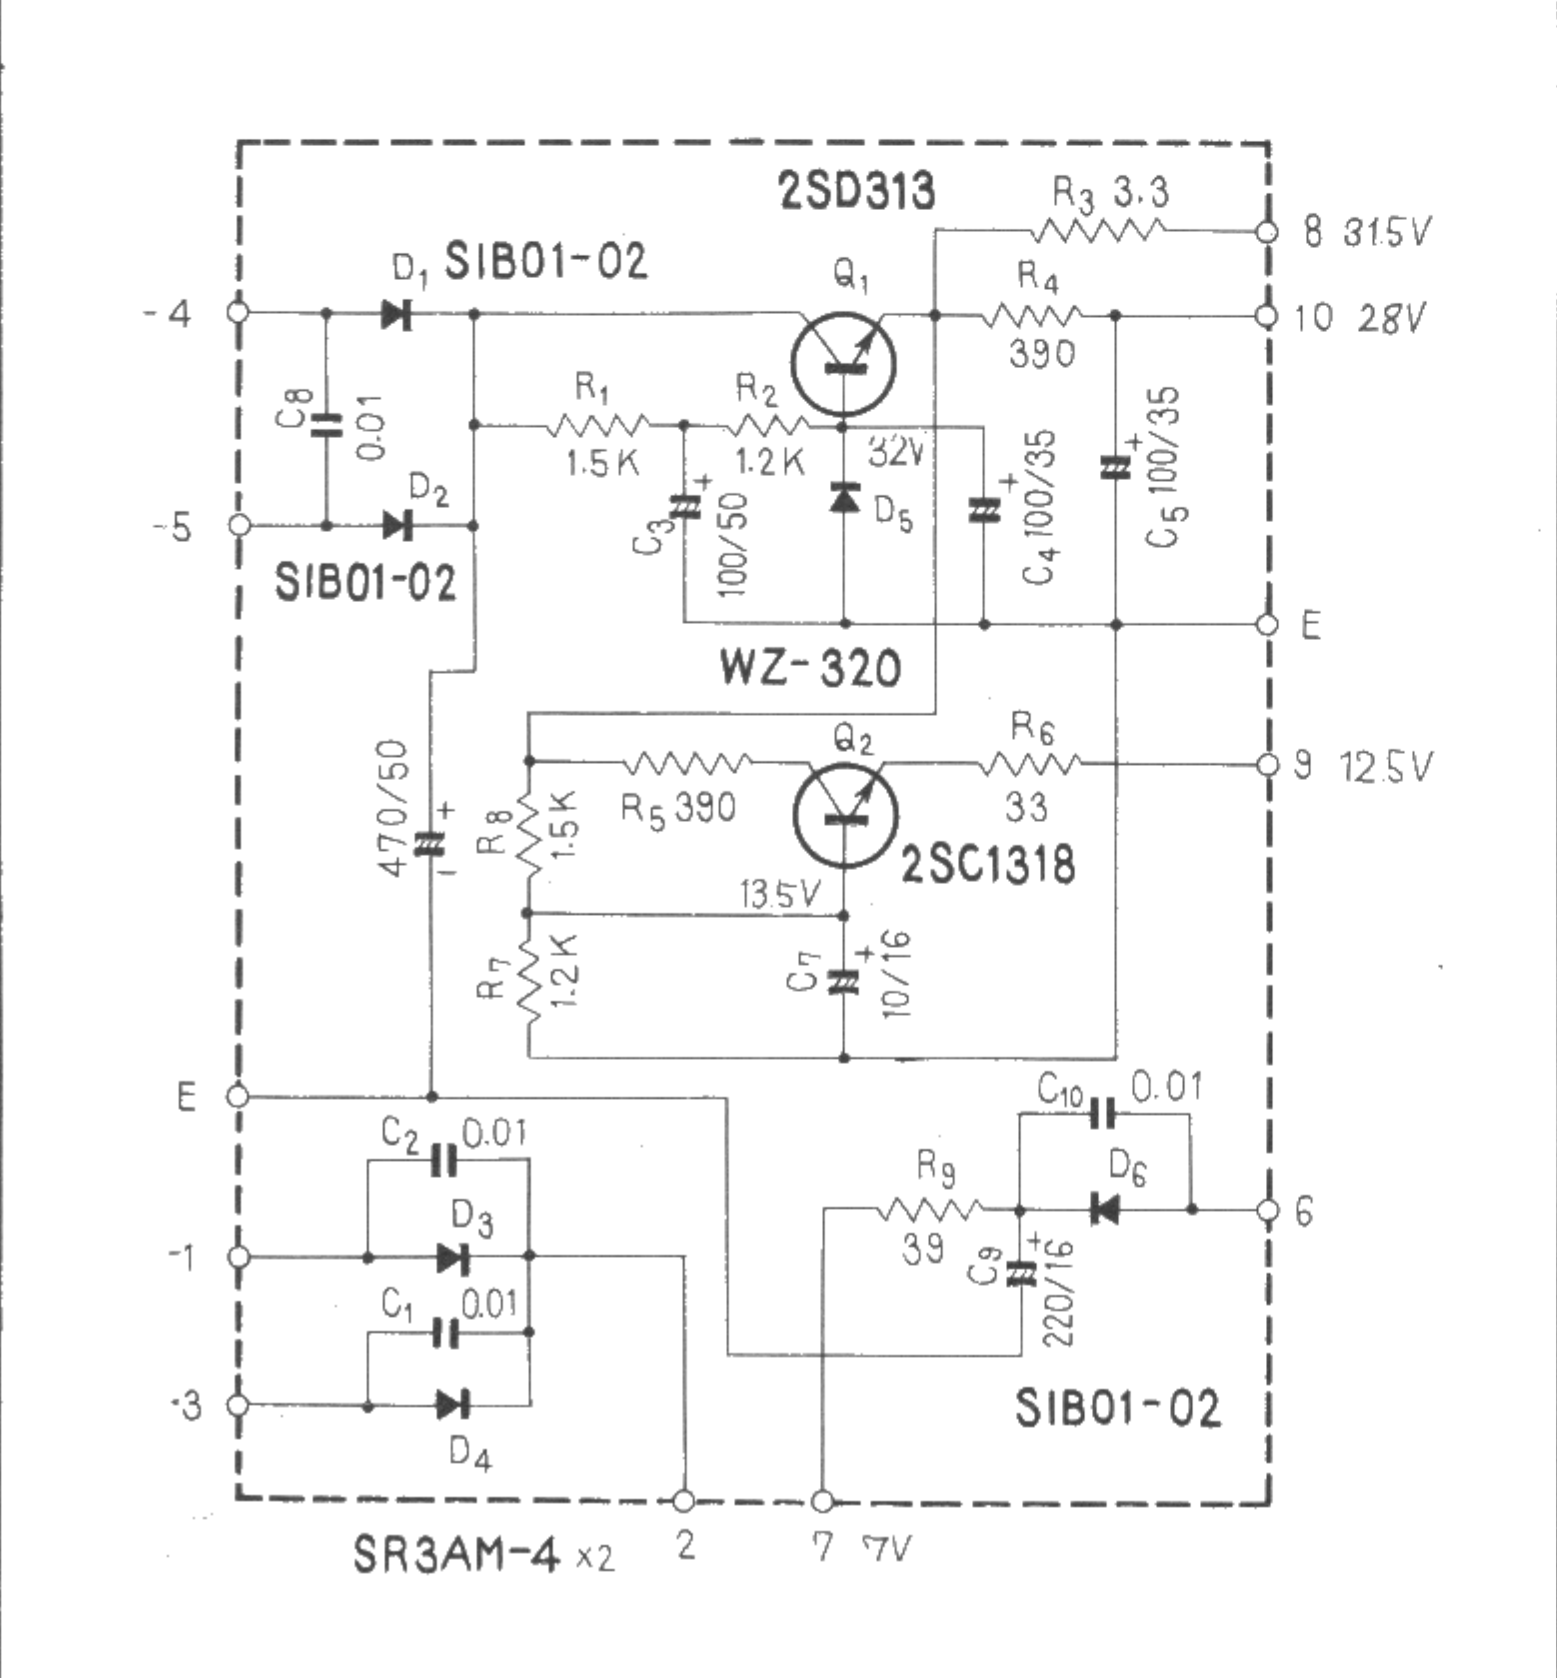 2SD313
R3 3.3
8 31.5V
D1 SIB01-02
Q1
R4
-4
10 28V
390
C8
0.01
R1
R2
1.5K
1.2K
32V
C5 100/35
+
D2
+
+
-5
C3
100/50
D5
C4 100/35
SIB01-02
E
WZ-320
Q2
R6
9 12.5V
470/50
+
-
R8
1.5K
R5 390
33
2SC1318
13.5V
R7
1.2K
C7
+
10/16
E
C10 0.01
C2 0.01
R9
D6
D3
6
-1
39
C9
+
220/16
C1 0.01
-3
SIB01-02
D4
SR3AM-4 x2
2
7 7V